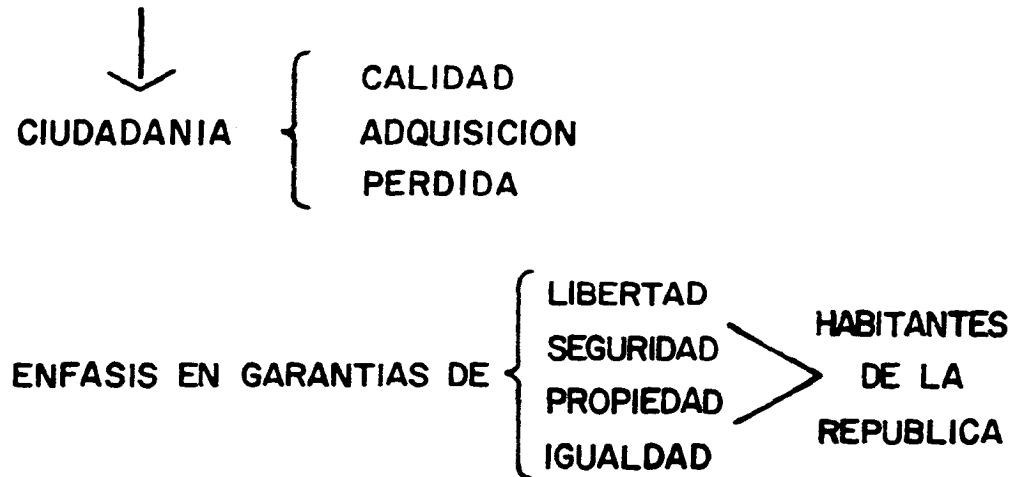 CALIDAD
CIUDADANIA ADQUISICION
PERDIDA
LIBERTAD
SEGURIDAD
ENFASIS EN GARANTIAS DE
PROPIEDAD
IGUALDAD
HABITANTES
DE LA
REPUBLICA